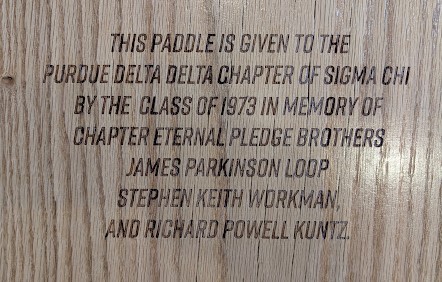 THIS PADDLE IS GIVEN TO THE
PURDUE DELTA DELTA CHAPTER OF SIGMA CHI
BY THE CLASS OF 1973 IN MEMORY OF
CHAPTER ETERNAL PLEDGE BROTHERS
JAMES PARKINSON LOOP
STEPHEN KEITH WORKMAN,
AND RICHARD POWELL KUNTZ.